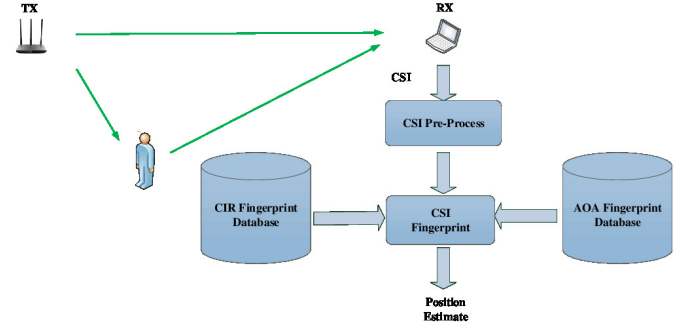 TX
RX
CSI
CSI Pre-Process
CIR Fingerprint
Database
CSI
Fingerprint
AOA Fingerprint
Database
Position
Estimate